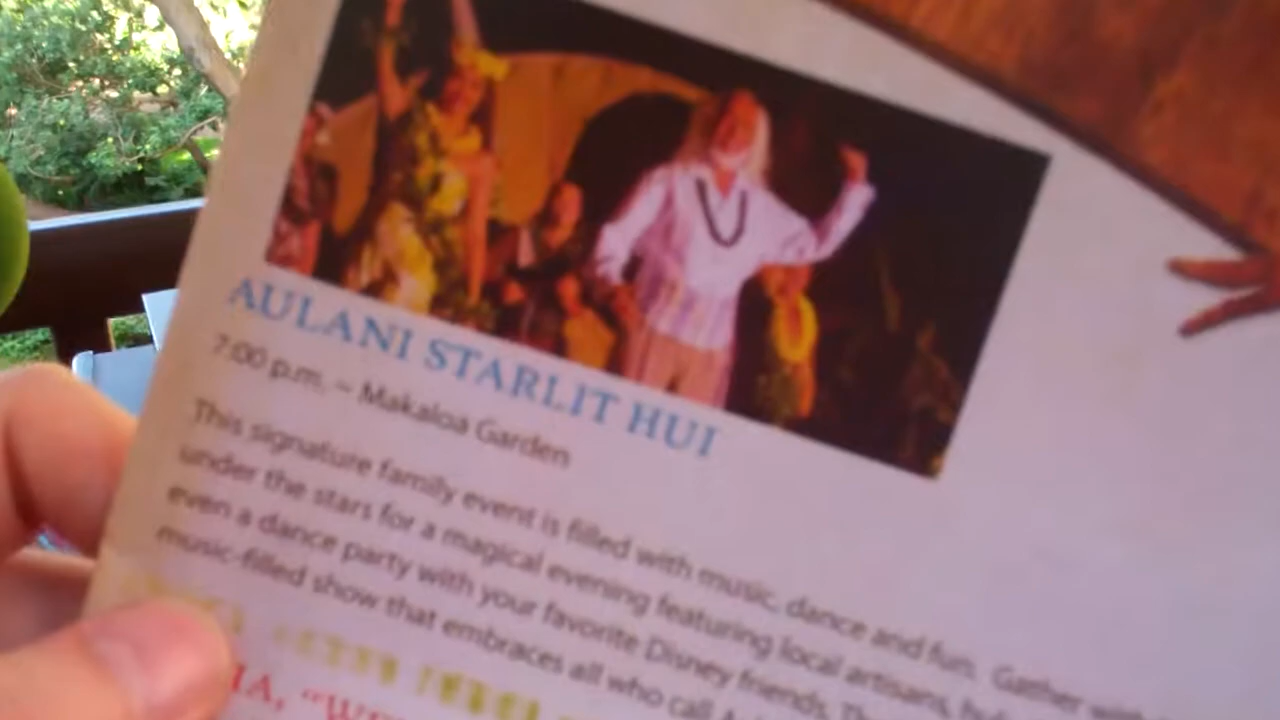 AULANI STARLIT HUI
7:00 p.m. – Makaloa Garden
This signature family event is filled with music, dance and fun. Gather with
under the stars for a magical evening featuring local artisans,
even a dance party with your favorite Disney friends.
music-filled show that embraces all who call